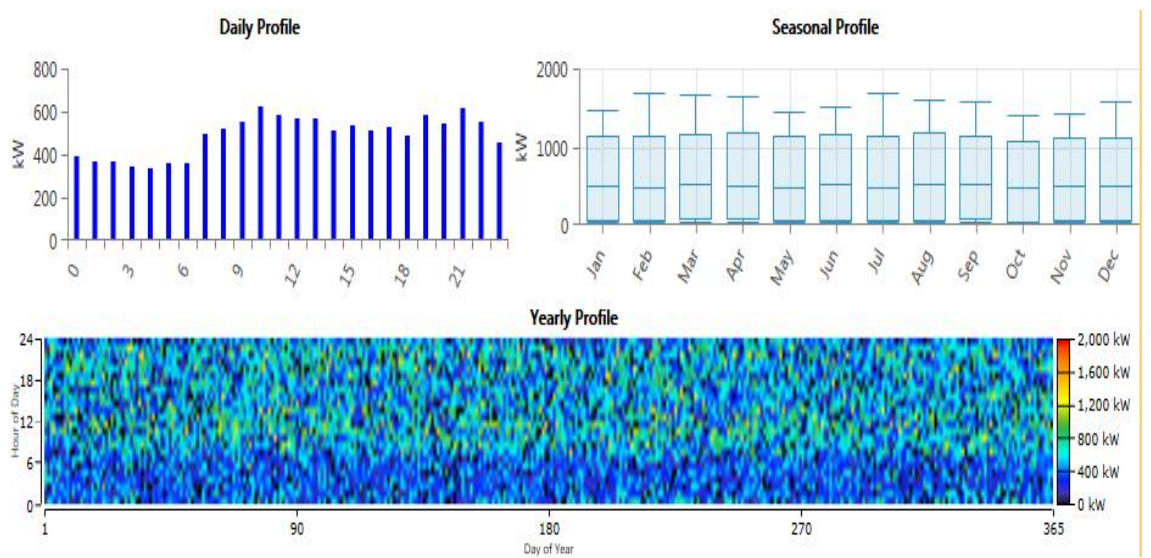 Daily Profile
800
600
400
200
0
kW
0 3 6 9 12 15 18 21
Seasonal Profile
2000
1000
0
kW
Jan Feb Mar Apr May Jun Jul Aug Sep Oct Nov Dec
Yearly Profile
24
18
12
6
0
Hour of Day
1 90 180 270 365
Day of Year
2,000 kW
1,600 kW
1,200 kW
800 kW
400 kW
0 kW